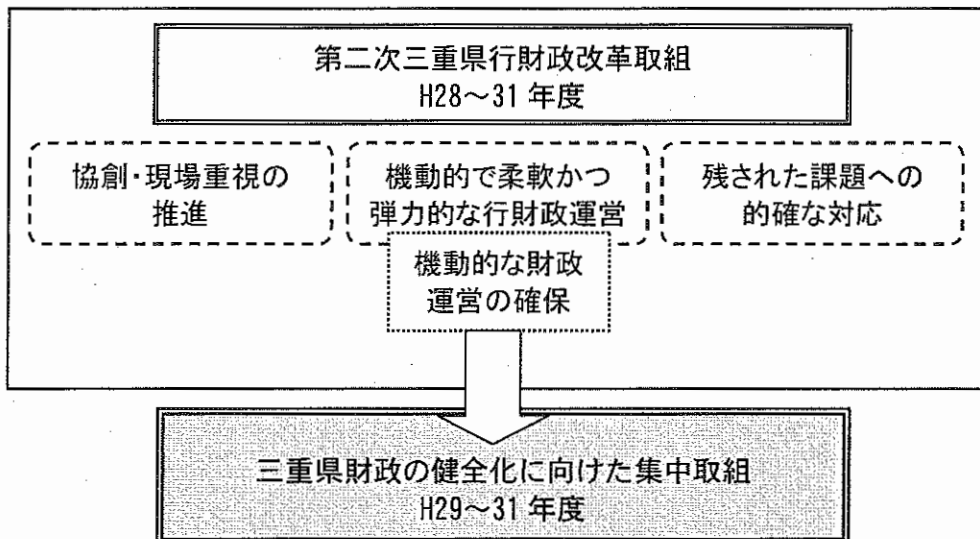 第二次三重県行財政改革取組
H28～31 年度
協創・現場重視の
推進
機動的で柔軟かつ
弾力的な行財政運営
残された課題への
的確な対応
機動的な財政
運営の確保
三重県財政の健全化に向けた集中取組
H29～31 年度